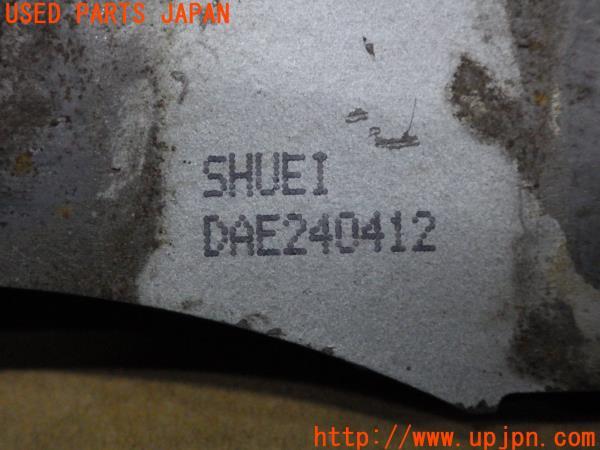 USED PARTS JAPAN
SHUEI
DAE240412
http://www.upjpn.com